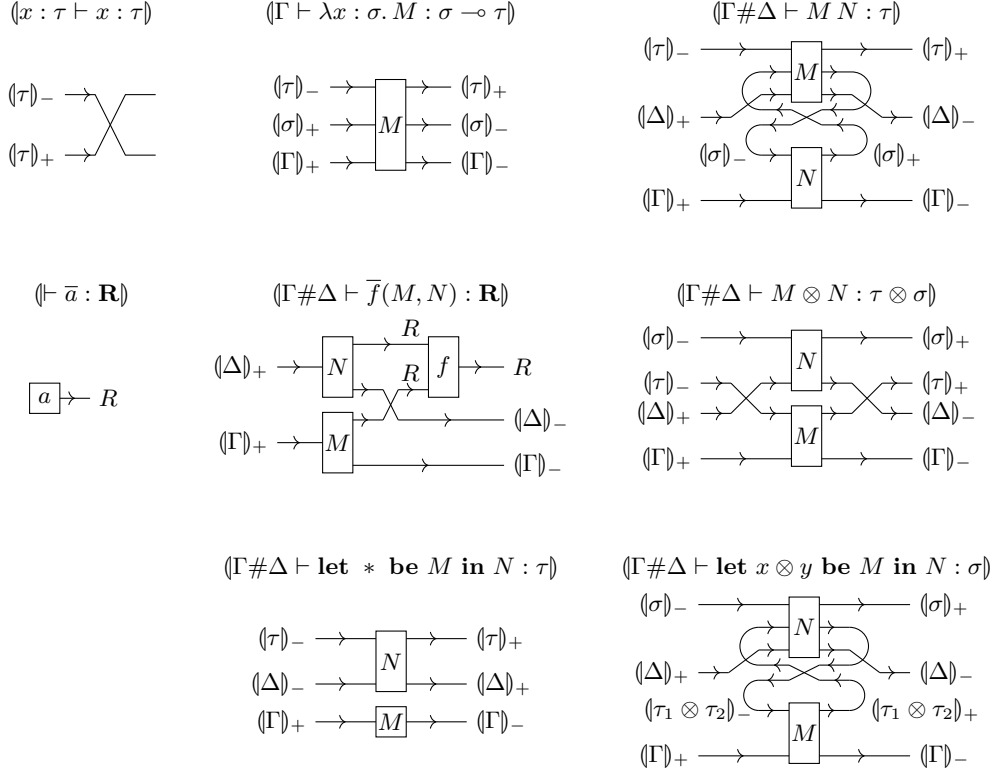 ⦇x : τ ⊢ x : τ⦈
⦇τ⦈₋
⦇τ⦈₊
⦇Γ ⊢ λx : σ. M : σ ⊸ τ⦈
⦇τ⦈₋ M ⦇τ⦈₊
⦇σ⦈₊ ⦇σ⦈₋
⦇Γ⦈₊ ⦇Γ⦈₋
⦇Γ#Δ ⊢ M N : τ⦈
⦇τ⦈₋ M ⦇τ⦈₊
⦇Δ⦈₊ ⦇Δ⦈₋
⦇σ⦈₋ ⦇σ⦈₊
N
⦇Γ⦈₊ ⦇Γ⦈₋
⦇⊢ a̅ : R⦈
a R
⦇Γ#Δ ⊢ f̅(M, N) : R⦈
R
⦇Δ⦈₊ N f R
R
⦇Δ⦈₋
⦇Γ⦈₊ M
⦇Γ⦈₋
⦇Γ#Δ ⊢ M ⊗ N : τ ⊗ σ⦈
⦇σ⦈₋ ⦇σ⦈₊
N
⦇τ⦈₋ ⦇τ⦈₊
⦇Δ⦈₊ ⦇Δ⦈₋
M
⦇Γ⦈₊ ⦇Γ⦈₋
⦇Γ#Δ ⊢ let * be M in N : τ⦈
⦇τ⦈₋ ⦇τ⦈₊
N
⦇Δ⦈₋ ⦇Δ⦈₊
⦇Γ⦈₊ M ⦇Γ⦈₋
⦇Γ#Δ ⊢ let x ⊗ y be M in N : σ⦈
⦇σ⦈₋ ⦇σ⦈₊
N
⦇Δ⦈₊ ⦇Δ⦈₋
⦇τ₁ ⊗ τ₂⦈₋ ⦇τ₁ ⊗ τ₂⦈₊
M
⦇Γ⦈₊ ⦇Γ⦈₋